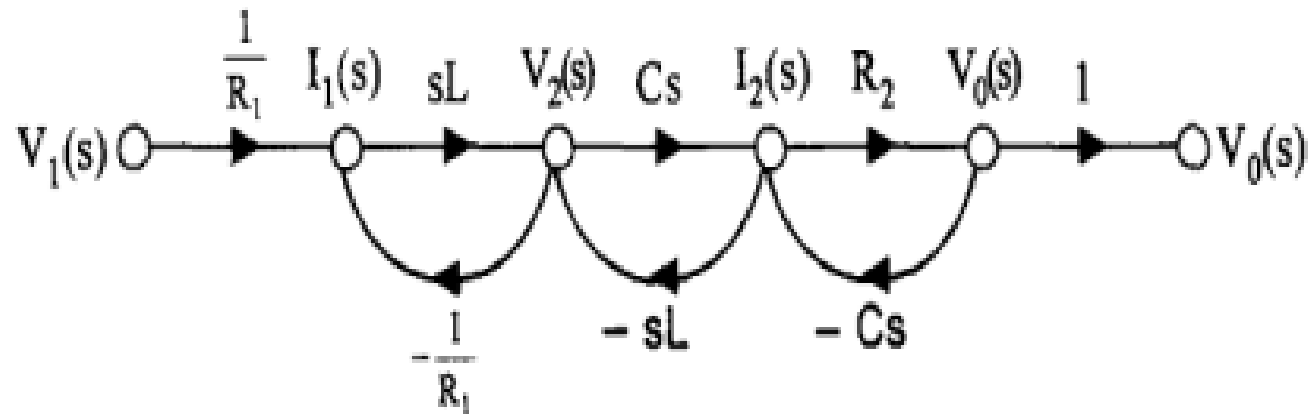 1/R₁ I₁(s) sL V₂(s) Cs I₂(s) R₂ V₀(s) 1
V₁(s) V₀(s)
-1/R₁ - sL - Cs